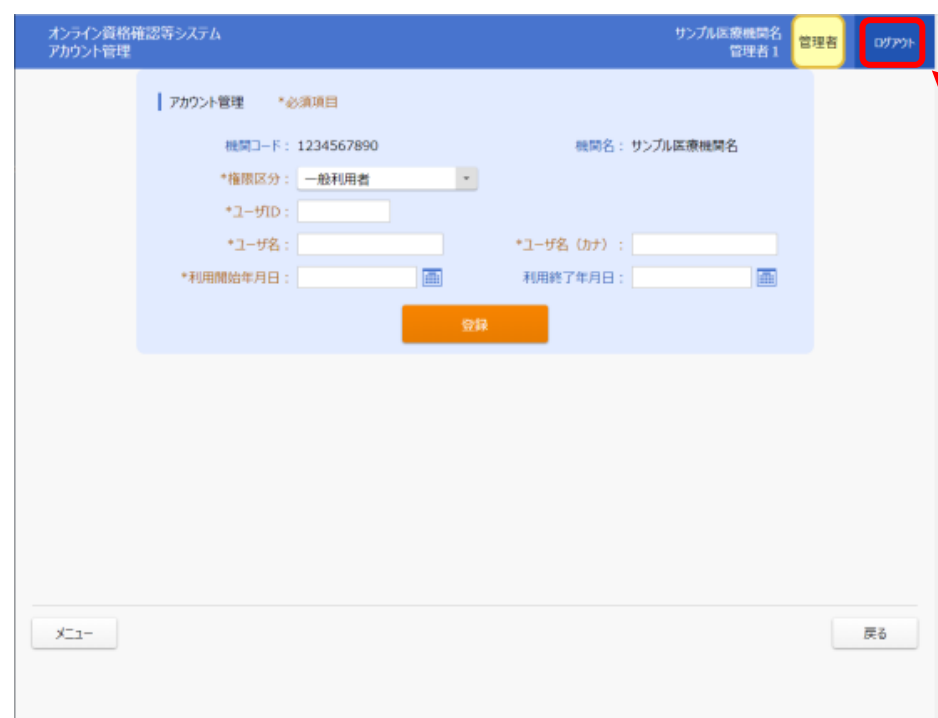 オンライン資格確認等システム
アカウント管理
サンプル医療機関名
管理者1
管理者
ログアウト
アカウント管理 *必須項目
機関コード： 1234567890 機関名： サンプル医療機関名
*権限区分： 一般利用者
*ユーザID：
*ユーザ名： *ユーザ名（カナ）：
*利用開始年月日： 利用終了年月日：
登録
メニュー 戻る